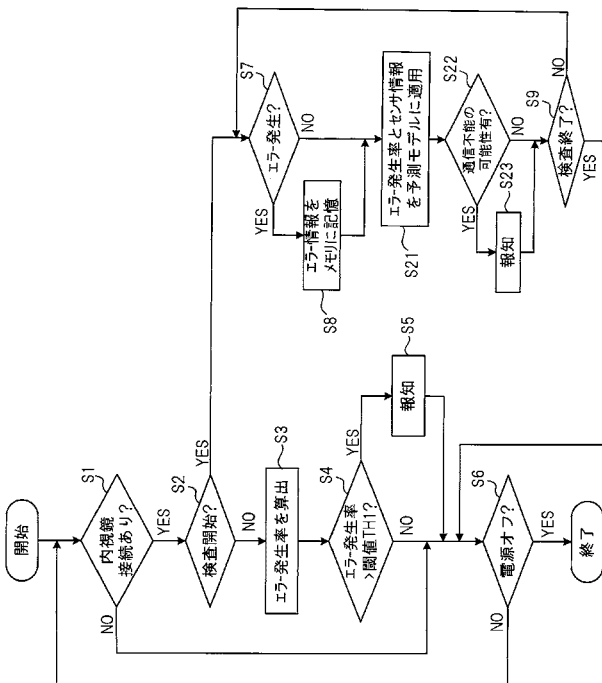 開始
S1
内視鏡
接続あり?
NO
YES
S2
検査開始?
YES
NO
S3
エラー発生率を算出
S4
エラー発生率
>閾値TH1?
YES
NO
S5
報知
S6
電源オフ?
NO
YES
終了
S7
エラー発生?
YES
NO
S8
エラー情報を
メモリに記憶
S21
エラー発生率とセンサ情報
を予測モデルに適用
S22
通信不能の
可能性有?
YES
NO
S23
報知
S9
検査終了?
NO
YES